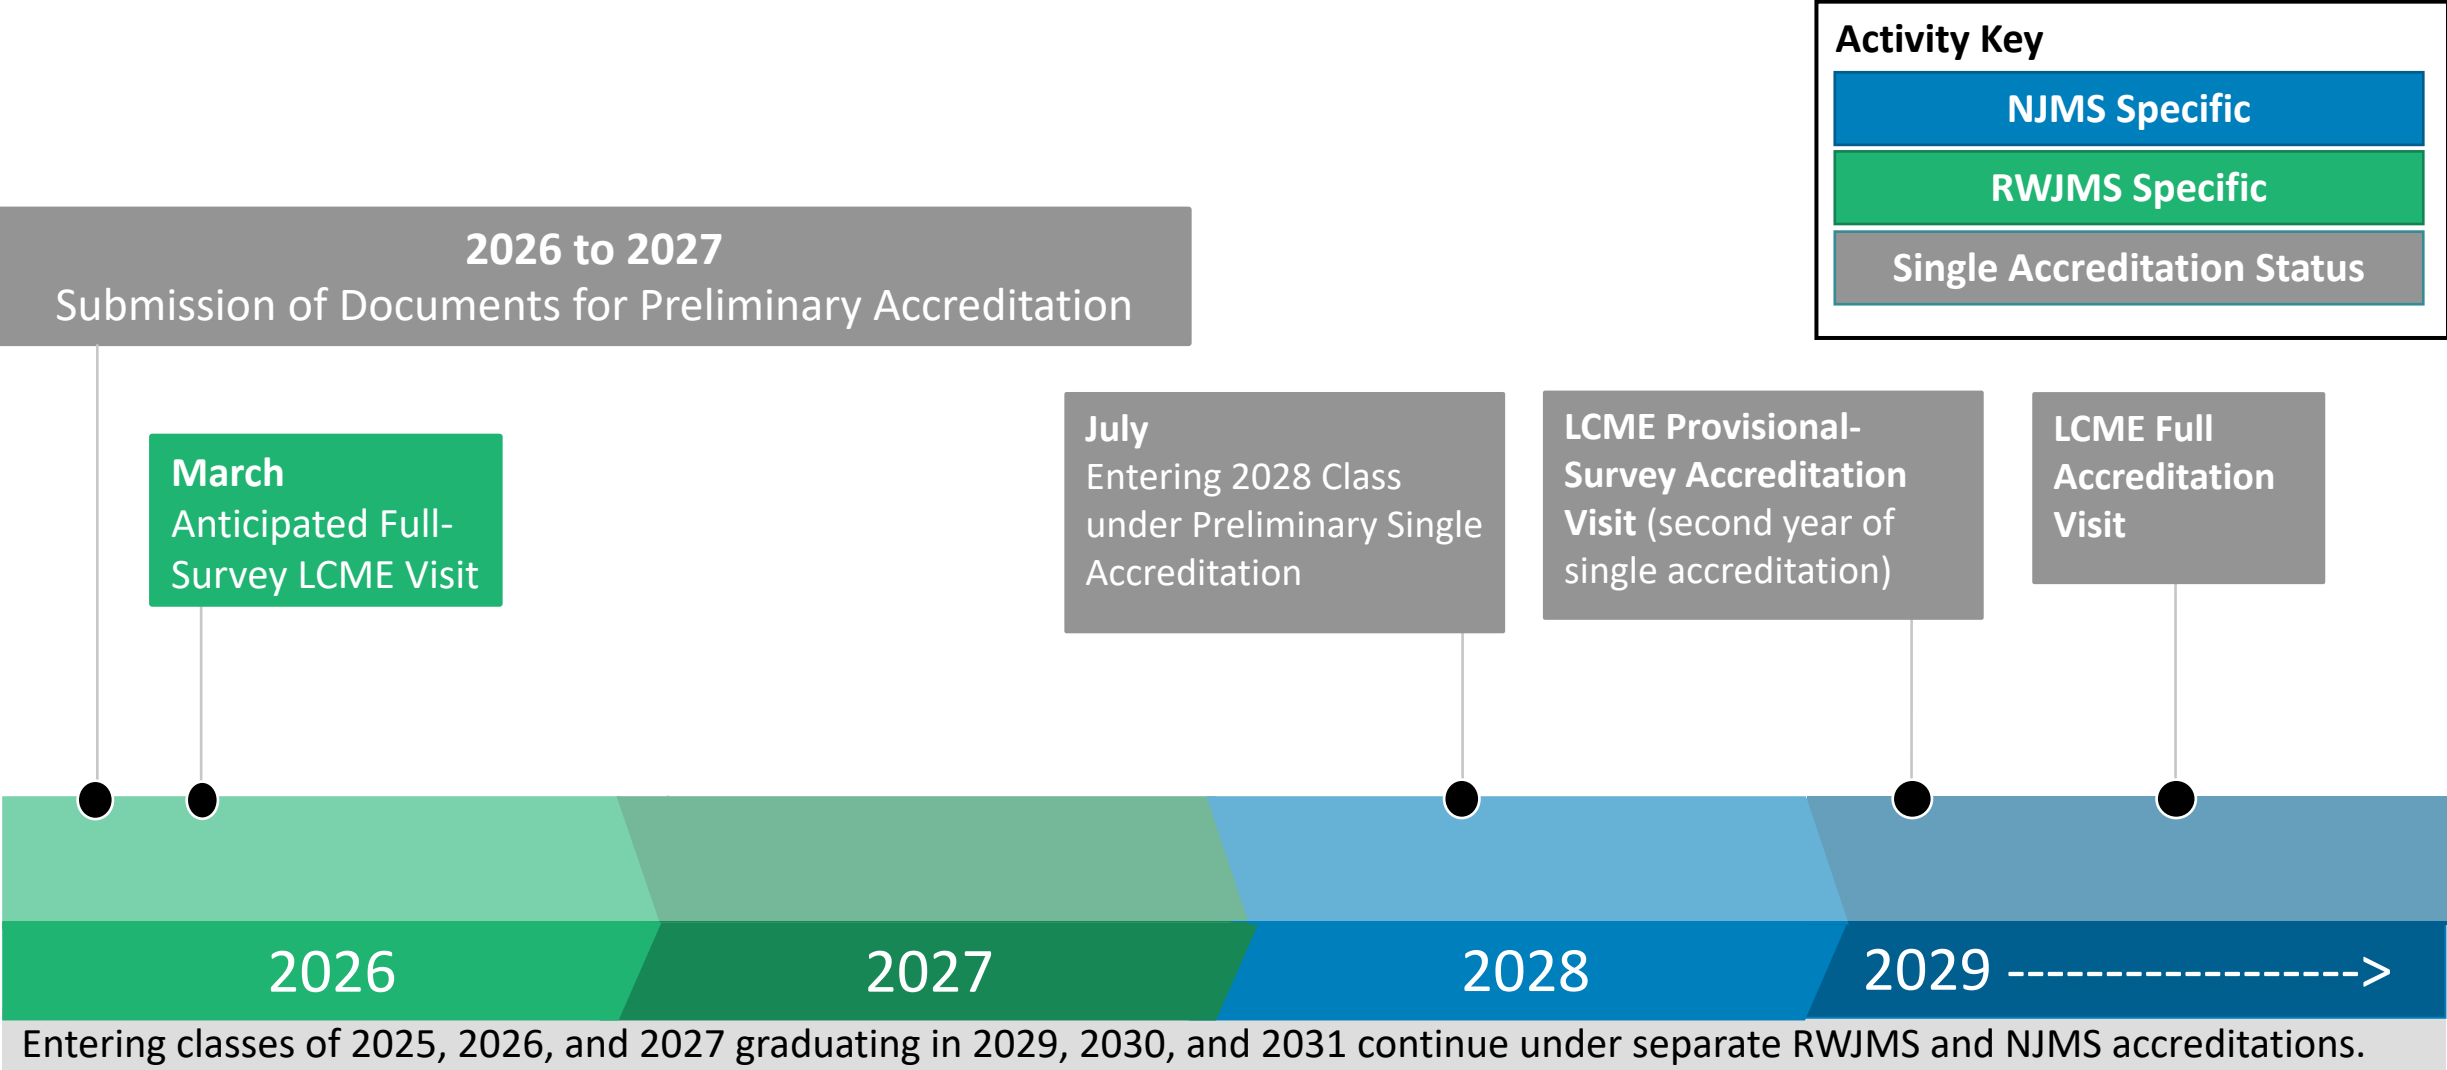 Activity Key
NJMS Specific
RWJMS Specific
Single Accreditation Status
2026 to 2027
Submission of Documents for Preliminary Accreditation
March
Anticipated Full-
Survey LCME Visit
July
Entering 2028 Class
under Preliminary Single
Accreditation
LCME Provisional-
Survey Accreditation
Visit (second year of
single accreditation)
LCME Full
Accreditation
Visit
2026
2027
2028
2029 ------------------>
Entering classes of 2025, 2026, and 2027 graduating in 2029, 2030, and 2031 continue under separate RWJMS and NJMS accreditations.